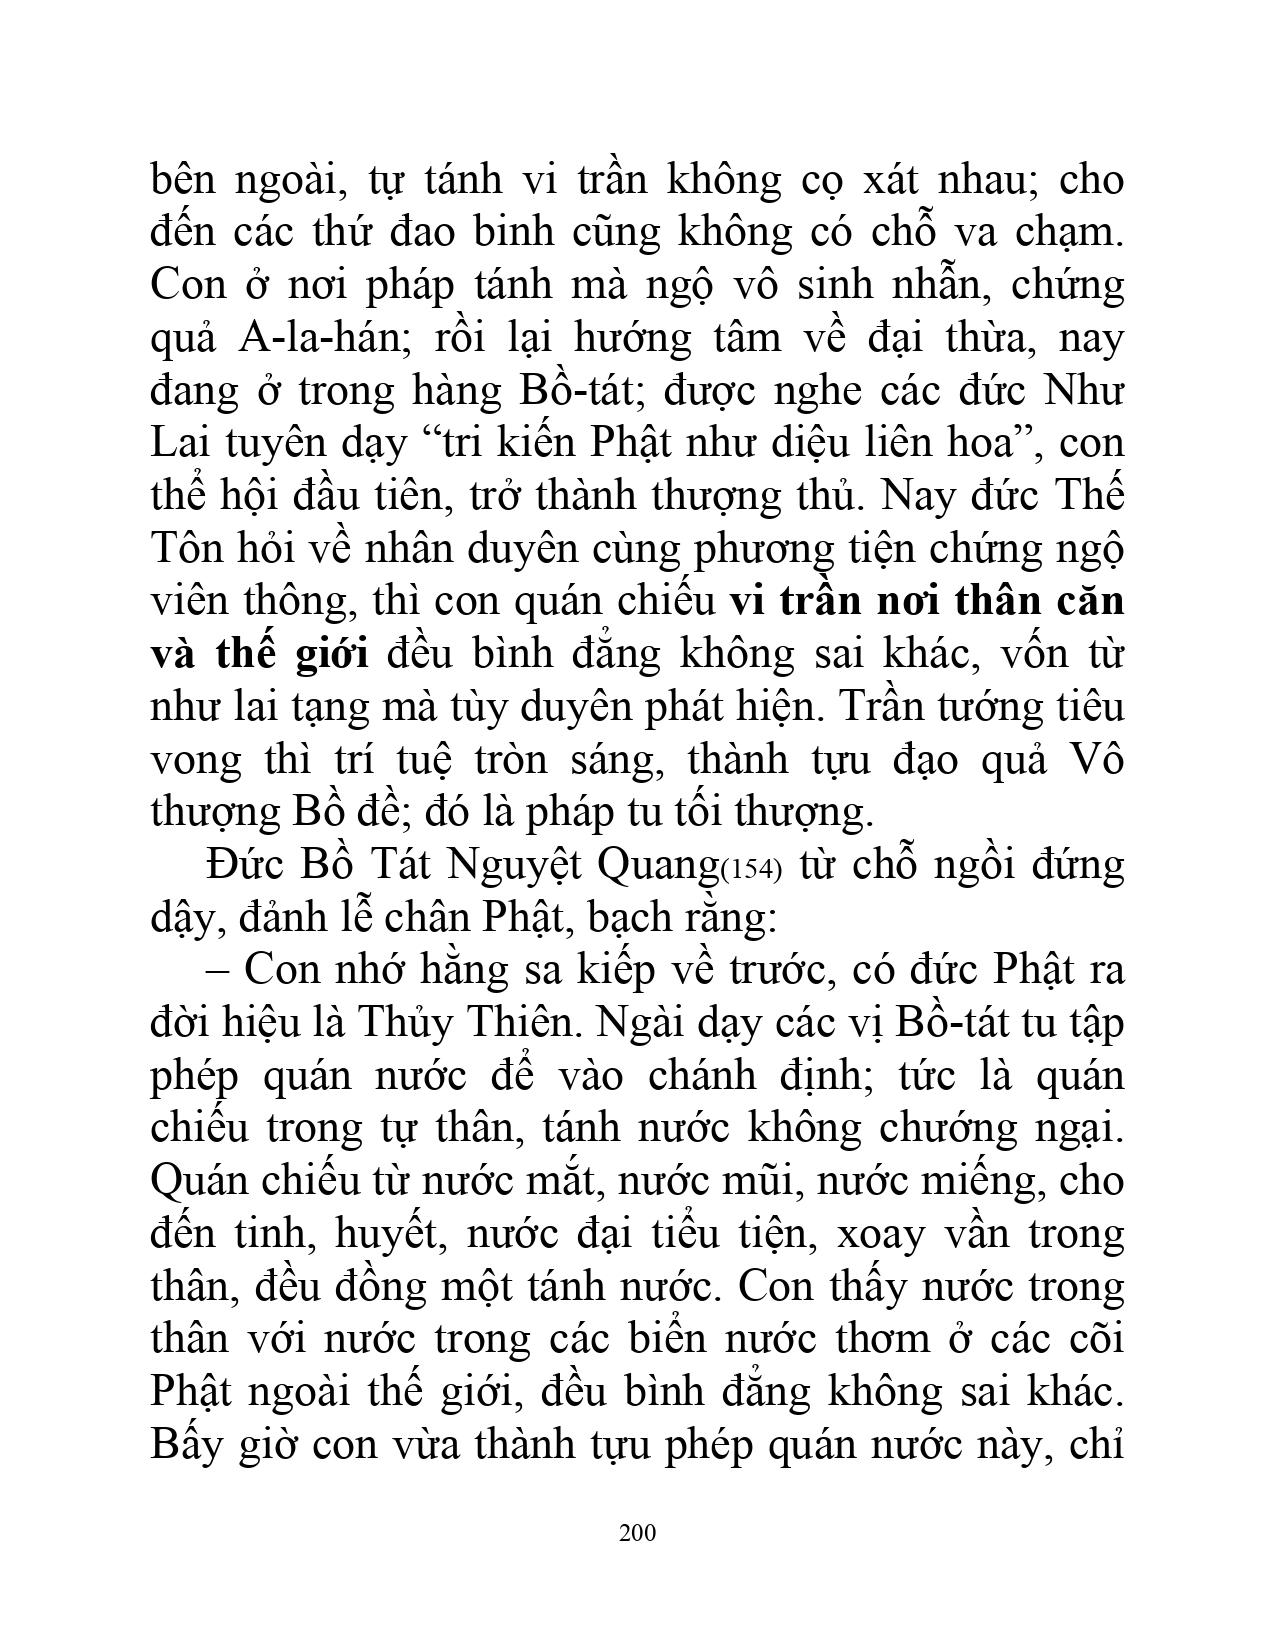 bên ngoài, tự tánh vi trần không cọ xát nhau; cho
đến các thứ đao binh cũng không có chỗ va chạm.
Con ở nơi pháp tánh mà ngộ vô sinh nhẫn, chứng
quả A-la-hán; rồi lại hướng tâm về đại thừa, nay
đang ở trong hàng Bồ-tát; được nghe các đức Như
Lai tuyên dạy “tri kiến Phật như diệu liên hoa”, con
thể hội đầu tiên, trở thành thượng thủ. Nay đức Thế
Tôn hỏi về nhân duyên cùng phương tiện chứng ngộ
viên thông, thì con quán chiếu vi trần nơi thân căn
và thế giới đều bình đẳng không sai khác, vốn từ
như lai tạng mà tùy duyên phát hiện. Trần tướng tiêu
vong thì trí tuệ tròn sáng, thành tựu đạo quả Vô
thượng Bồ đề; đó là pháp tu tối thượng.
Đức Bồ Tát Nguyệt Quang(154) từ chỗ ngồi đứng
dậy, đảnh lễ chân Phật, bạch rằng:
– Con nhớ hằng sa kiếp về trước, có đức Phật ra
đời hiệu là Thủy Thiên. Ngài dạy các vị Bồ-tát tu tập
phép quán nước để vào chánh định; tức là quán
chiếu trong tự thân, tánh nước không chướng ngại.
Quán chiếu từ nước mắt, nước mũi, nước miếng, cho
đến tinh, huyết, nước đại tiểu tiện, xoay vần trong
thân, đều đồng một tánh nước. Con thấy nước trong
thân với nước trong các biển nước thơm ở các cõi
Phật ngoài thế giới, đều bình đẳng không sai khác.
Bấy giờ con vừa thành tựu phép quán nước này, chỉ
200